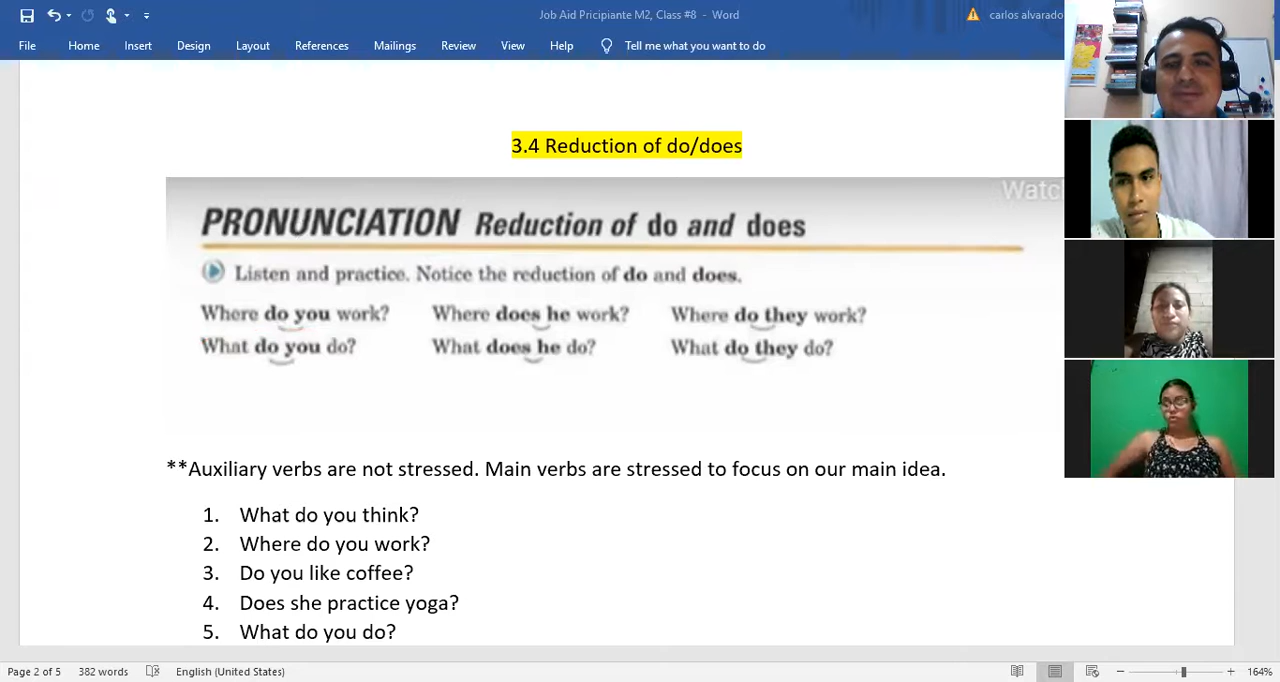 Job Aid Pricipiante M2, Class #8 - Word
carlos alvarado
File Home Insert Design Layout References Mailings Review View Help Tell me what you want to do
3.4 Reduction of do/does
Watc
PRONUNCIATION Reduction of do and does
Listen and practice. Notice the reduction of do and does.
Where do you work? Where does he work? Where do they work?
What do you do? What does he do? What do they do?
**Auxiliary verbs are not stressed. Main verbs are stressed to focus on our main idea.
1. What do you think?
2. Where do you work?
3. Do you like coffee?
4. Does she practice yoga?
5. What do you do?
Page 2 of 5 382 words English (United States) 164%